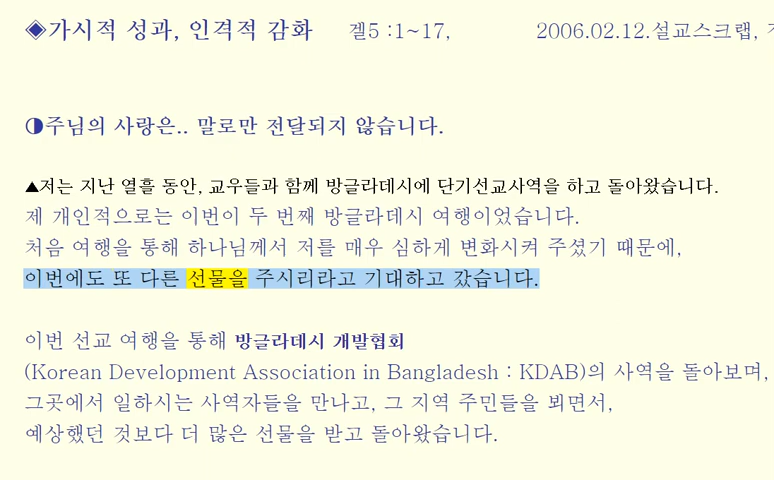 ◈가시적 성과, 인격적 감화 겔5 :1~17, 2006.02.12.설교스크랩,
◑주님의 사랑은.. 말로만 전달되지 않습니다.
▲저는 지난 열흘 동안, 교우들과 함께 방글라데시에 단기선교사역을 하고 돌아왔습니다.
제 개인적으로는 이번이 두 번째 방글라데시 여행이었습니다.
처음 여행을 통해 하나님께서 저를 매우 심하게 변화시켜 주셨기 때문에,
이번에도 또 다른 선물을 주시리라고 기대하고 갔습니다.
이번 선교 여행을 통해 방글라데시 개발협회
(Korean Development Association in Bangladesh : KDAB)의 사역을 돌아보며,
그곳에서 일하시는 사역자들을 만나고, 그 지역 주민들을 뵈면서,
예상했던 것보다 더 많은 선물을 받고 돌아왔습니다.